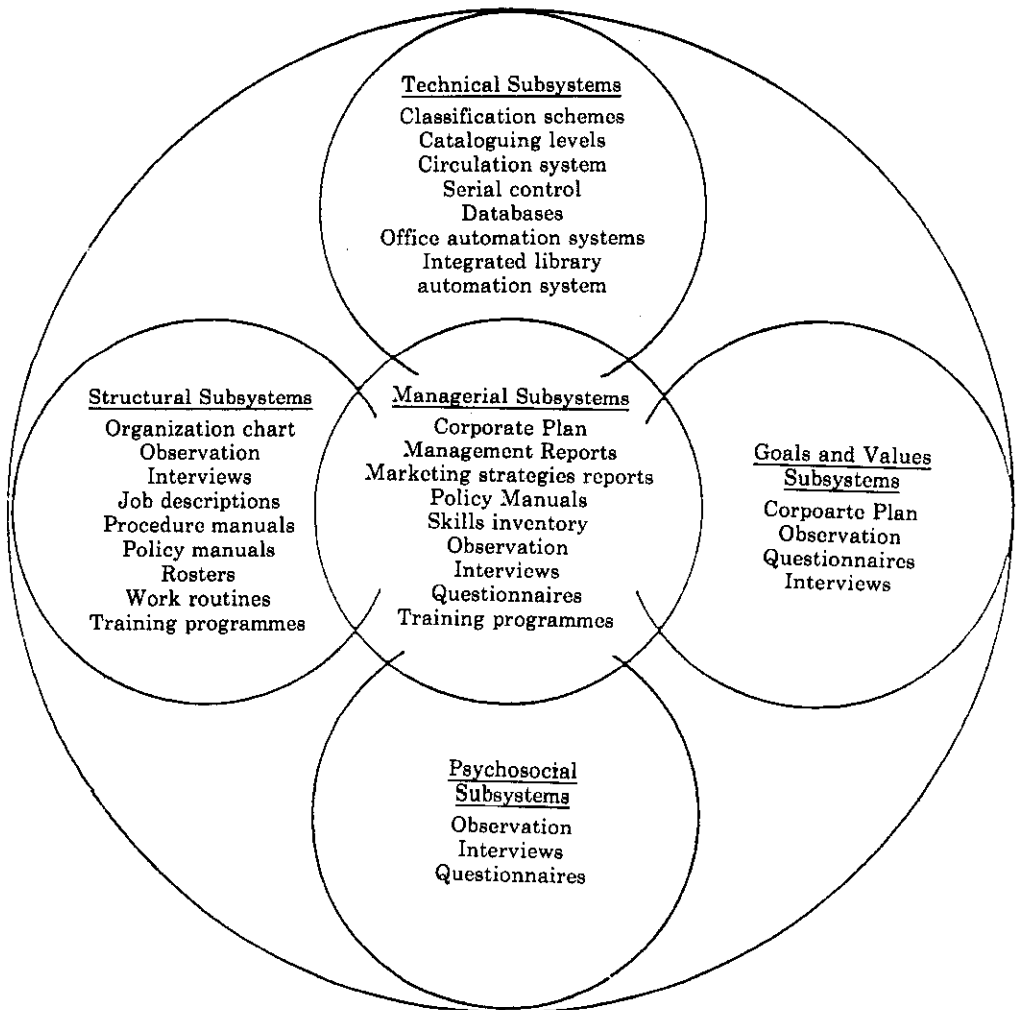 Technical Subsystems
Classification schemes
Cataloguing levels
Circulation system
Serial control
Databases
Office automation systems
Integrated library
automation system
Structural Subsystems
Organization chart
Observation
Interviews
Job descriptions
Procedure manuals
Policy manuals
Rosters
Work routines
Training programmes
Managerial Subsystems
Corporate Plan
Management Reports
Marketing strategies reports
Policy Manuals
Skills inventory
Observation
Interviews
Questionnaires
Training programmes
Goals and Values
Subsystems
Corpoarte Plan
Observation
Questionnaires
Interviews
Psychosocial
Subsystems
Observation
Interviews
Questionnaires